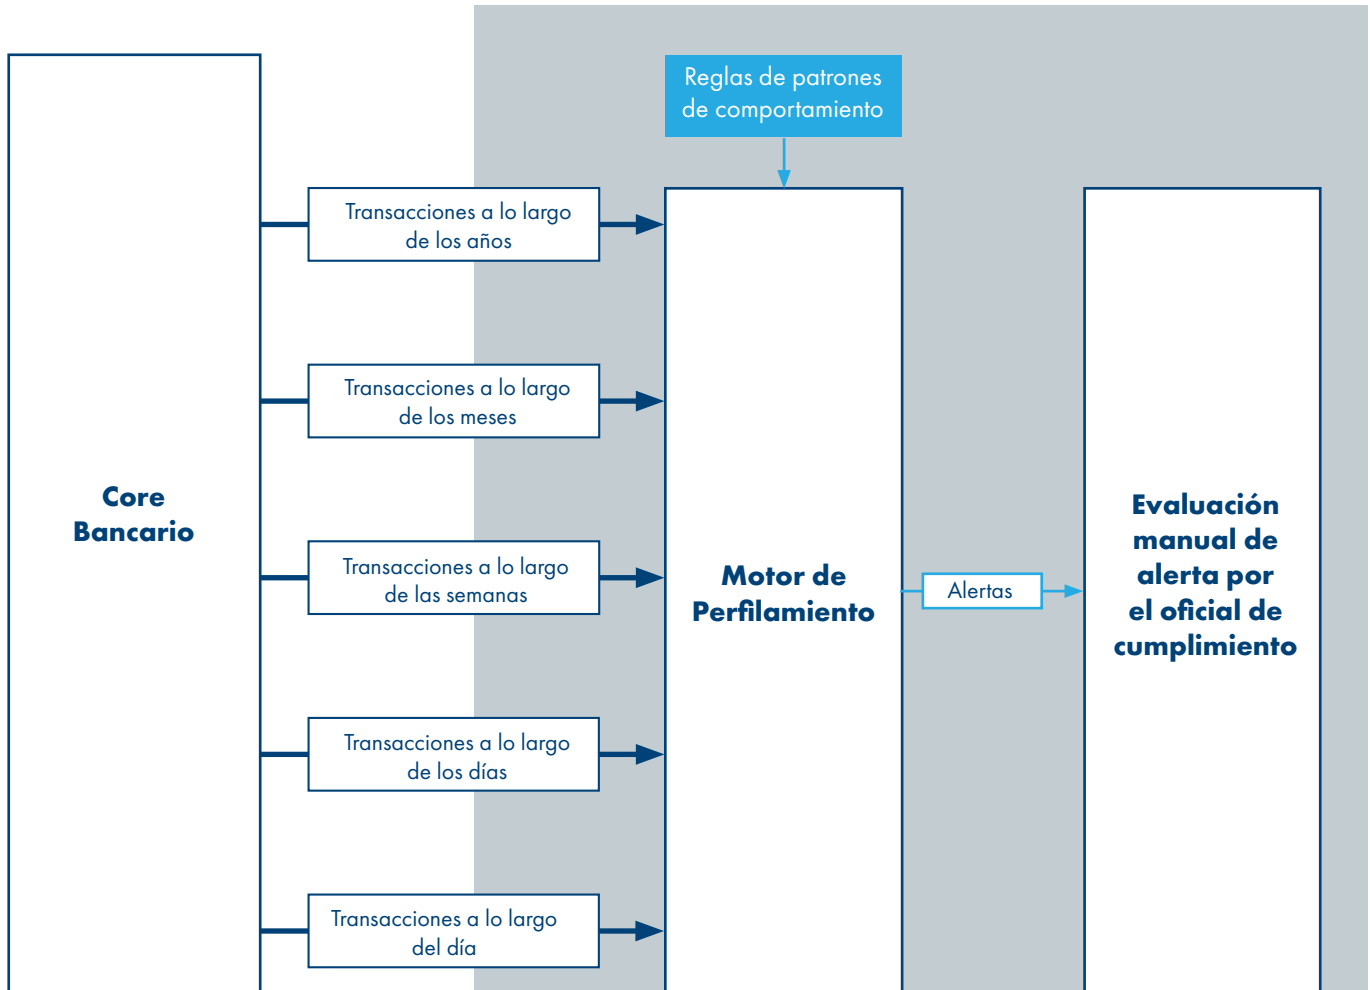 Reglas de patrones
de comportamiento
Transacciones a lo largo
de los años
Transacciones a lo largo
de los meses
Core
Bancario
Transacciones a lo largo
de las semanas
Transacciones a lo largo
de los días
Transacciones a lo largo
del día
Motor de
Perfilamiento
Alertas
Evaluación
manual de
alerta por
el oficial de
cumplimiento